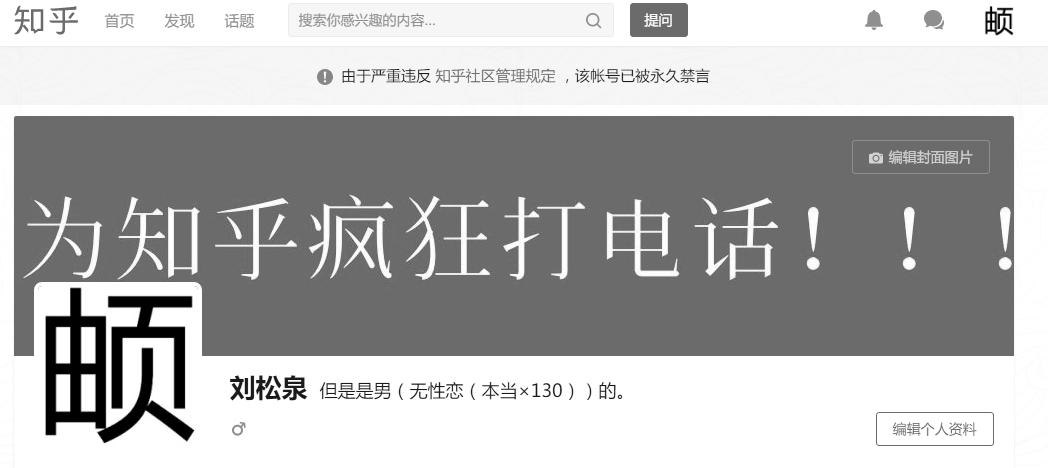 知乎 首页 发现 话题 搜索你感兴趣的内容... 提问
由于严重违反 知乎社区管理规定 ，该帐号已被永久禁言
编辑封面图片
为知乎疯狂打电话！！！
刘松泉 但是是男（无性恋（本当×130））的。
♂
编辑个人资料